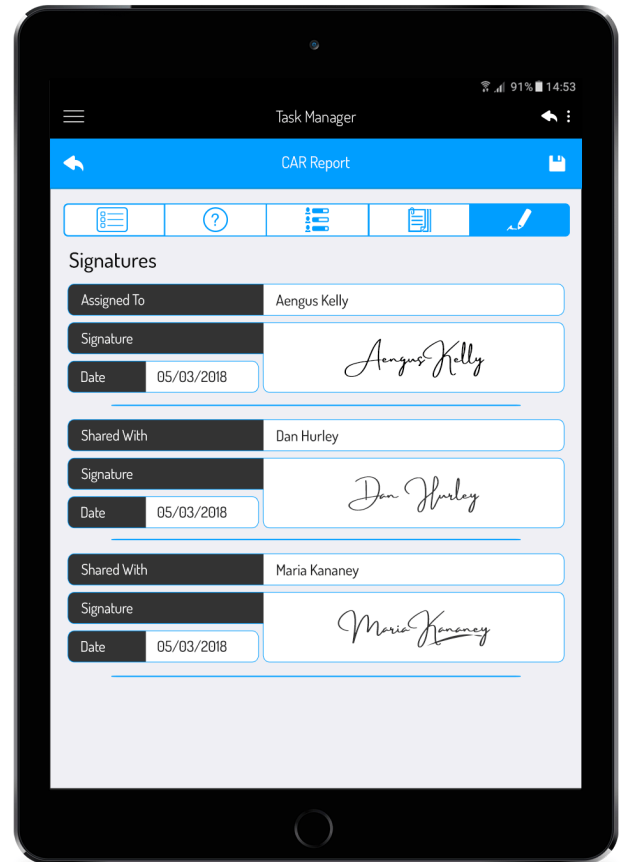 91% 14:53
Task Manager
CAR Report
?
Signatures
Assigned To Aengus Kelly
Signature Aengus Kelly
Date 05/03/2018
Shared With Dan Hurley
Signature Dan Hurley
Date 05/03/2018
Shared With Maria Kananey
Signature Maria Kananey
Date 05/03/2018